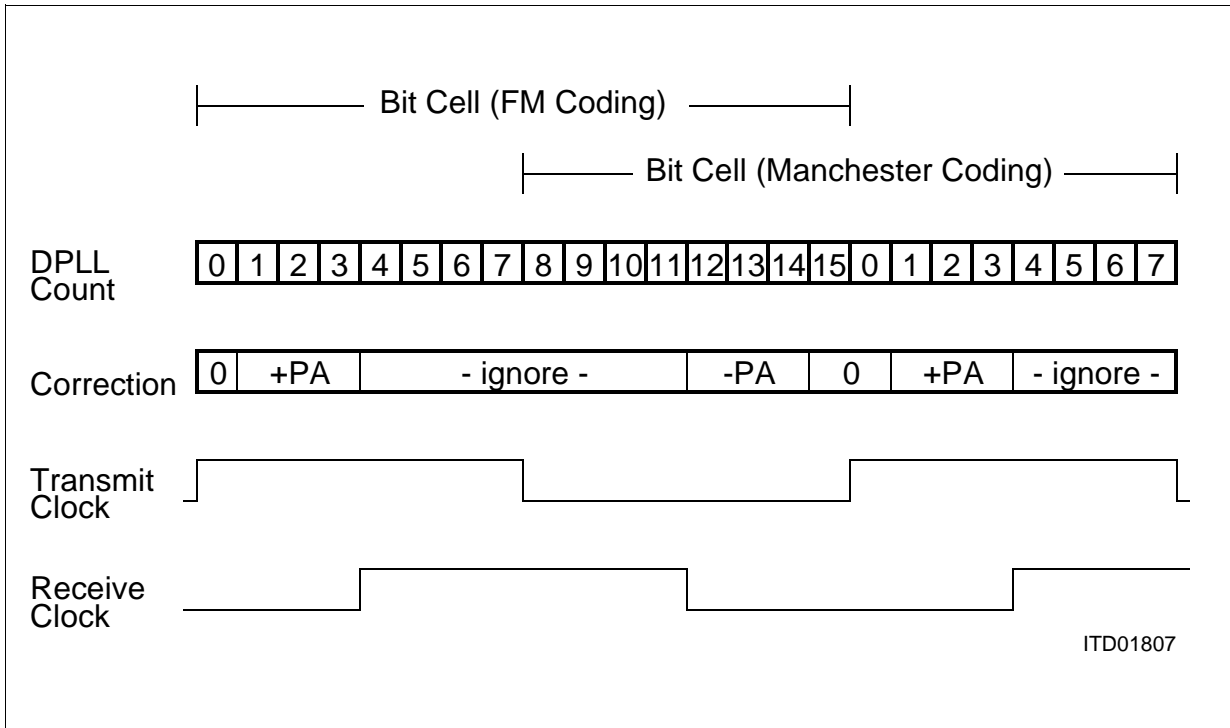 Bit Cell (FM Coding)
Bit Cell (Manchester Coding)
DPLL
Count
0 1 2 3 4 5 6 7 8 9 10 11 12 13 14 15 0 1 2 3 4 5 6 7
Correction
0 +PA - ignore - -PA 0 +PA - ignore -
Transmit
Clock
Receive
Clock
ITD01807